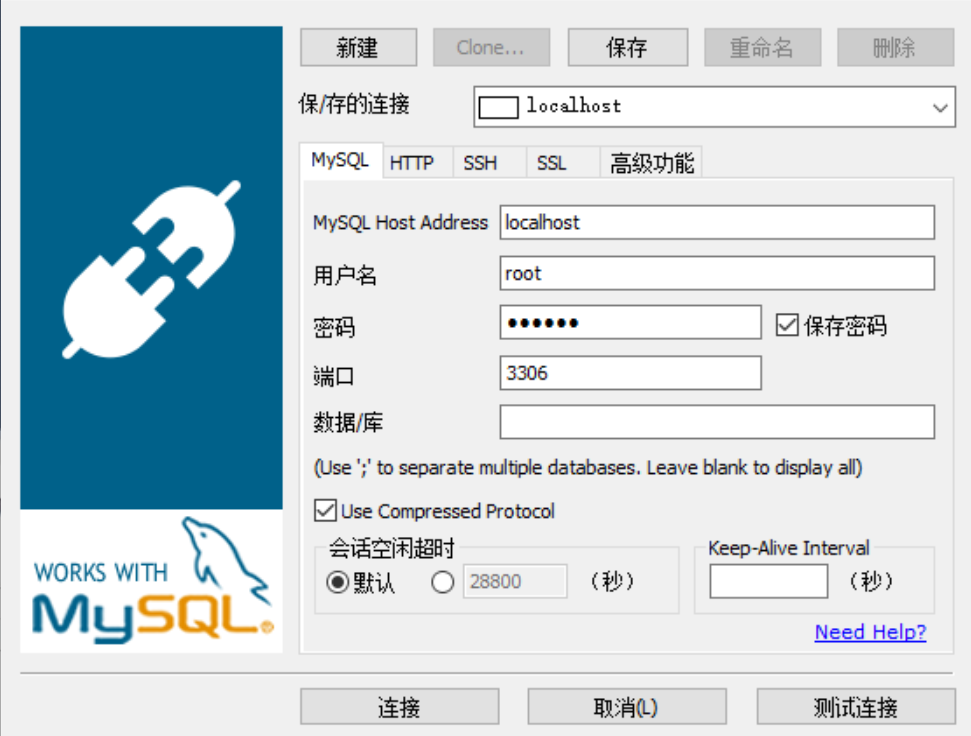 新建 Clone... 保存 重命名 删除
保/存的连接 localhost
MySQL HTTP SSH SSL 高级功能
MySQL Host Address localhost
用户名 root
密码 ●●●●●● 保存密码
端口 3306
数据/库
(Use ';' to separate multiple databases. Leave blank to display all)
Use Compressed Protocol
会话空闲超时 Keep-Alive Interval
默认 28800 (秒) (秒)
Need Help?
WORKS WITH
MySQL®
连接 取消(L) 测试连接